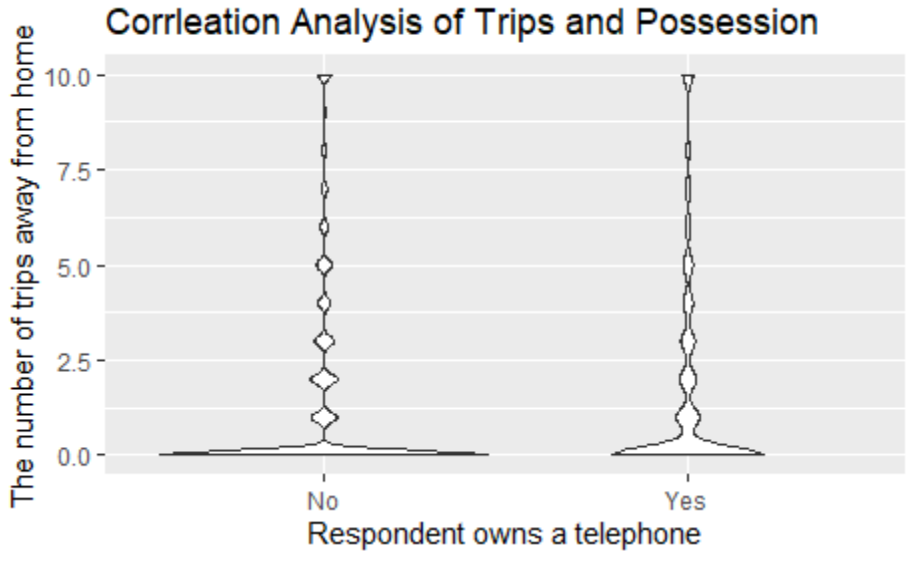 Corrleation Analysis of Trips and Possession
The number of trips away from home
10.0
7.5
5.0
2.5
0.0
No
Yes
Respondent owns a telephone